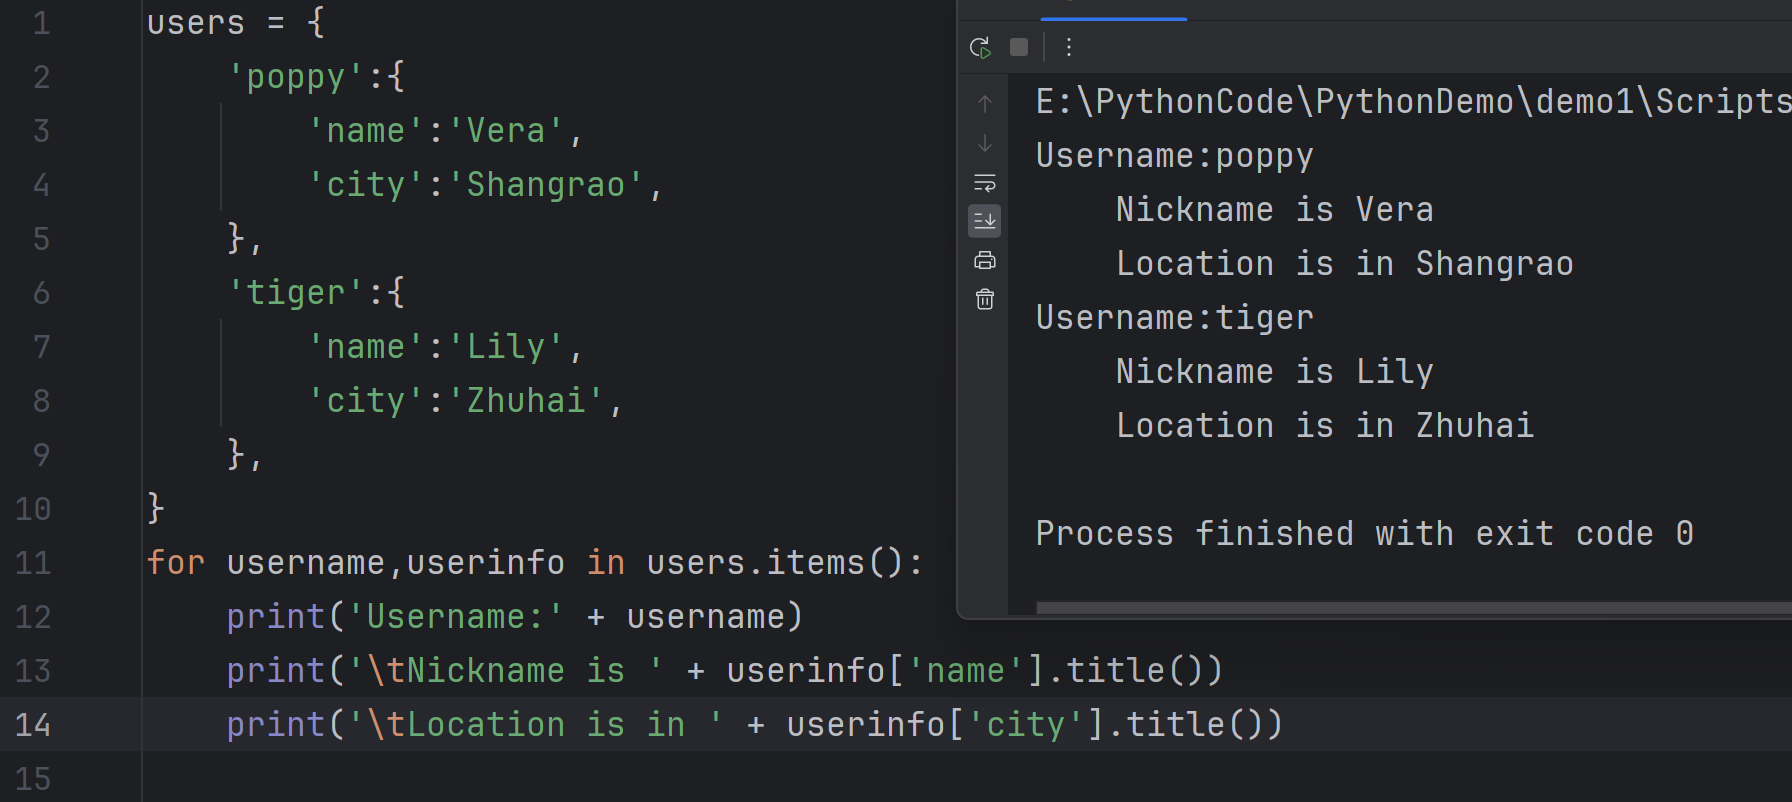 1 users = {
2     'poppy':{
3         'name':'Vera',
4         'city':'Shangrao',
5     },
6     'tiger':{
7         'name':'Lily',
8         'city':'Zhuhai',
9     },
10 }
11 for username,userinfo in users.items():
12     print('Username:' + username)
13     print('\tNickname is ' + userinfo['name'].title())
14     print('\tLocation is in ' + userinfo['city'].title())
15
E:\PythonCode\PythonDemo\demo1\Scripts
Username:poppy
    Nickname is Vera
    Location is in Shangrao
Username:tiger
    Nickname is Lily
    Location is in Zhuhai
Process finished with exit code 0